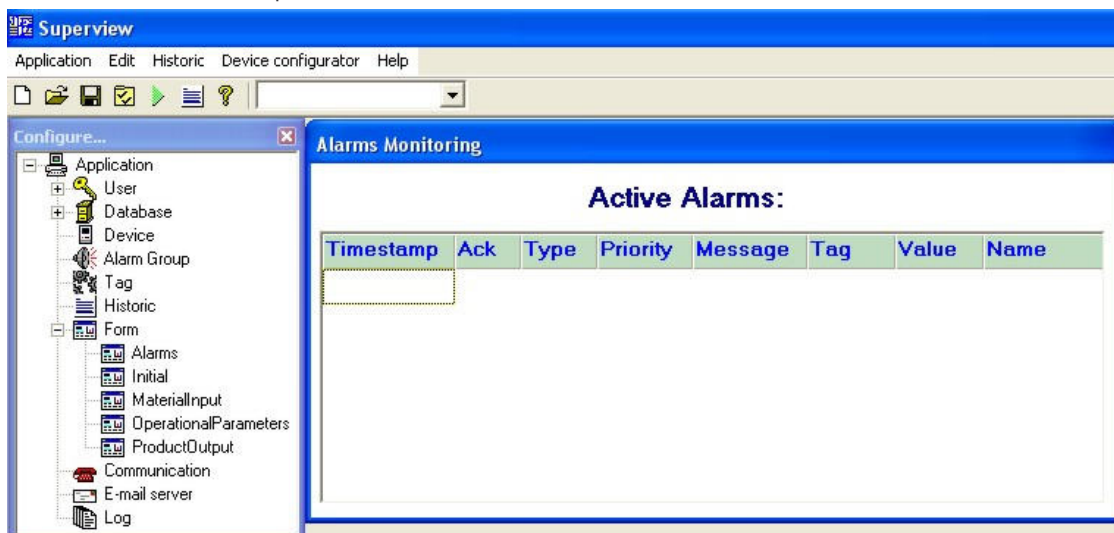 Superview
Application Edit Historic Device configurator Help
Configure...
Application
User
Database
Device
Alarm Group
Tag
Historic
Form
Alarms
Initial
MaterialInput
OperationalParameters
ProductOutput
Communication
E-mail server
Log
Alarms Monitoring
Active Alarms:
Timestamp Ack Type Priority Message Tag Value Name